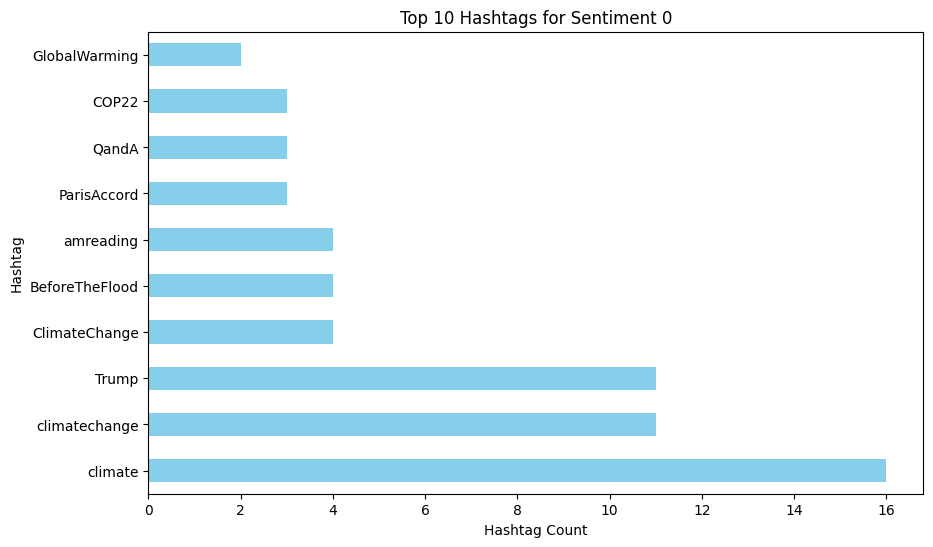 Top 10 Hashtags for Sentiment 0
GlobalWarming
COP22
QandA
ParisAccord
amreading
BeforeTheFlood
ClimateChange
Trump
climatechange
climate
Hashtag
0 2 4 6 8 10 12 14 16
Hashtag Count